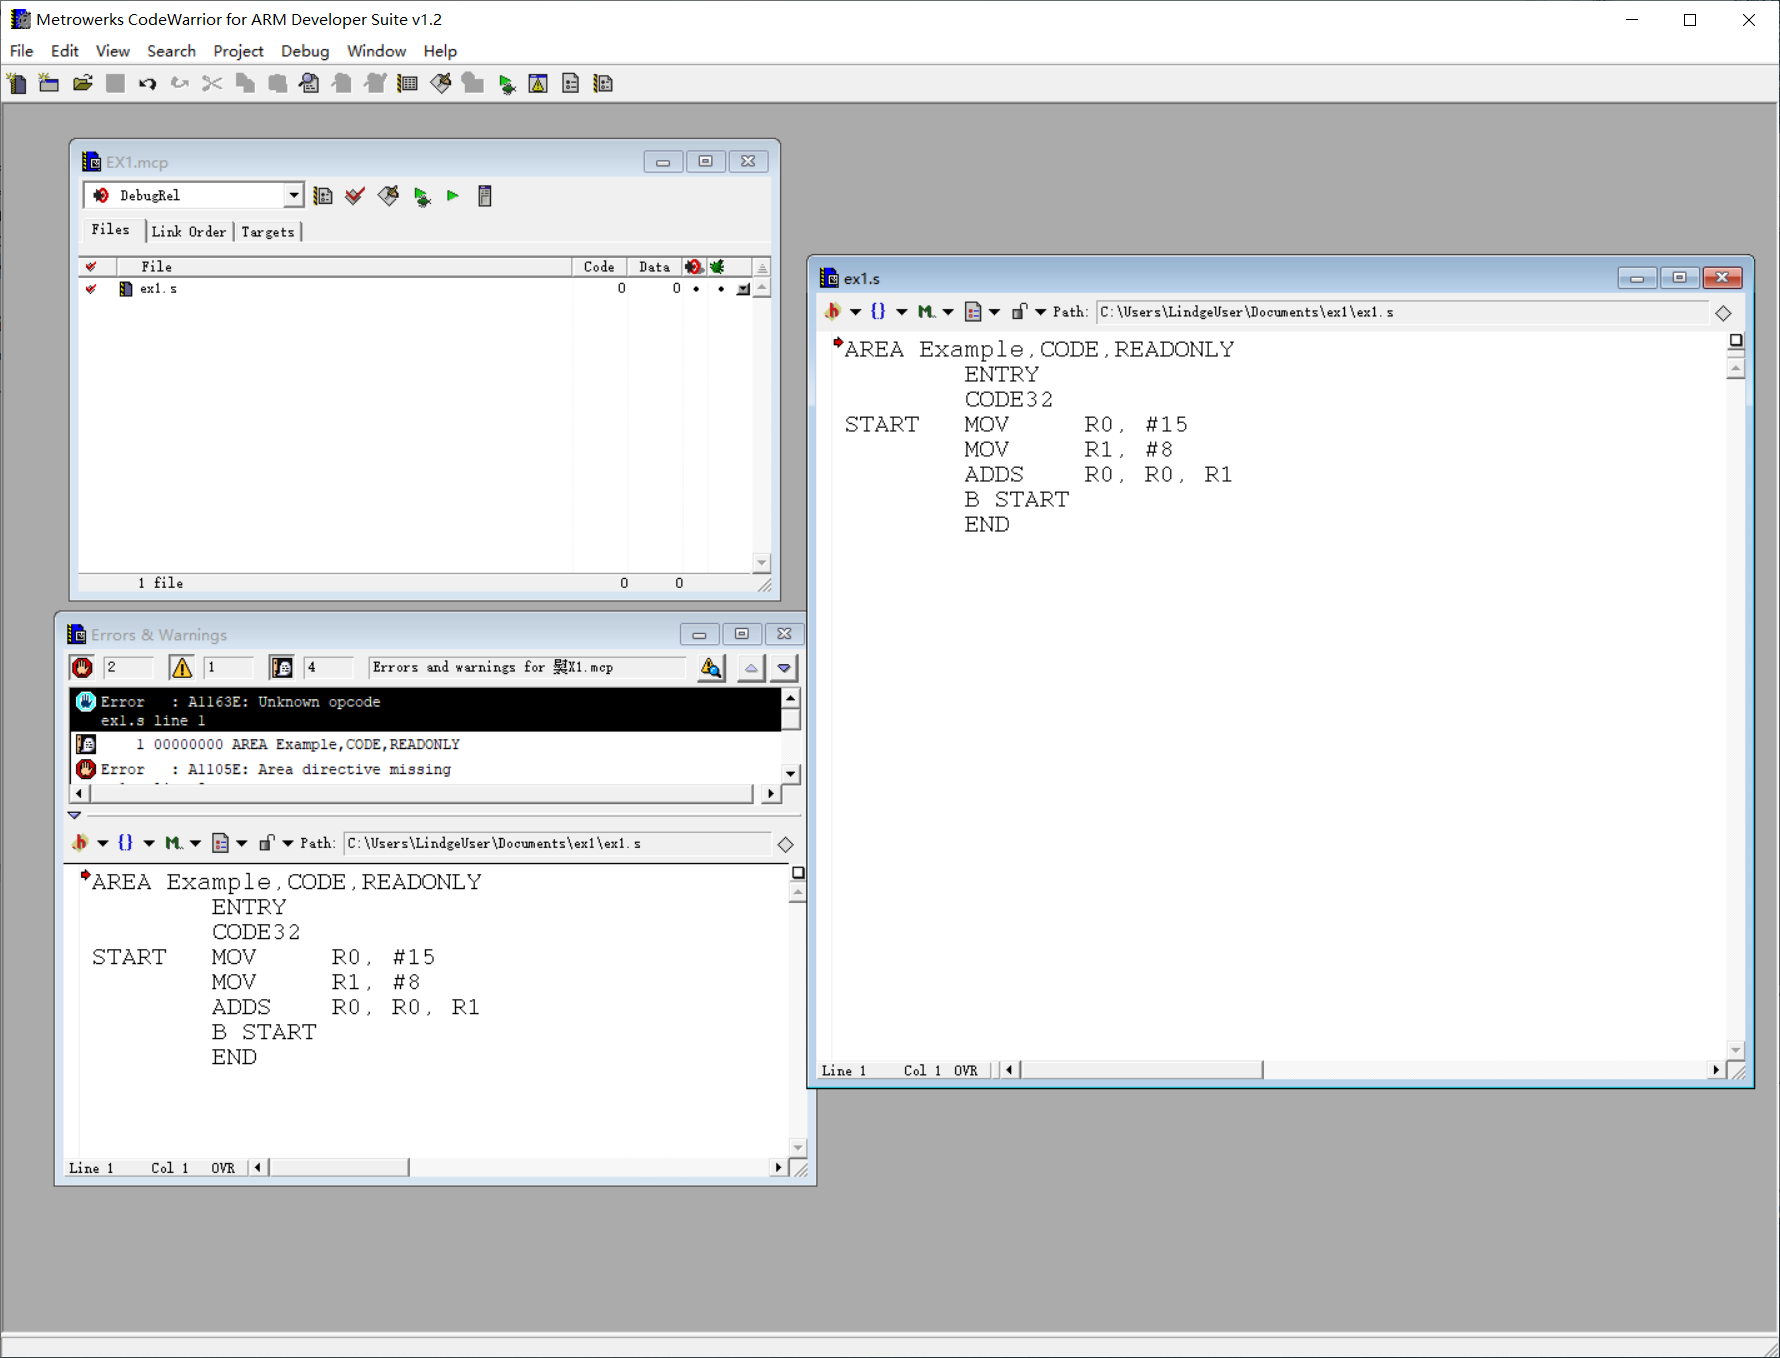 Metrowerks CodeWarrior for ARM Developer Suite v1.2
File Edit View Search Project Debug Window Help
EX1.mcp
DebugRel
Files Link Order Targets
File Code Data
ex1.s 0 0
1 file 0 0
Errors & Warnings
2 1 4 Errors and warnings for 褽X1.mcp
Error : A1163E: Unknown opcode
ex1.s line 1
1 00000000 AREA Example,CODE,READONLY
Error : A1105E: Area directive missing
Path: C:\Users\LindgeUser\Documents\ex1\ex1.s
AREA Example,CODE,READONLY
ENTRY
CODE32
START MOV R0, #15
MOV R1, #8
ADDS R0, R0, R1
B START
END
Line 1 Col 1 OVR
ex1.s
Path: C:\Users\LindgeUser\Documents\ex1\ex1.s
AREA Example,CODE,READONLY
ENTRY
CODE32
START MOV R0, #15
MOV R1, #8
ADDS R0, R0, R1
B START
END
Line 1 Col 1 OVR